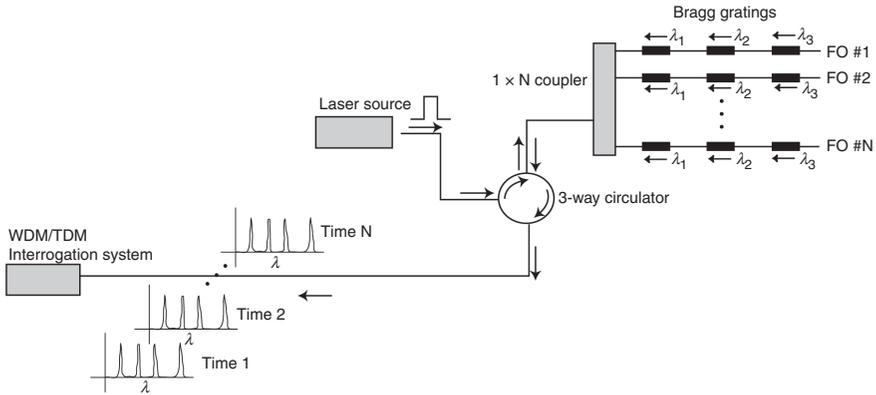 Bragg gratings
λ1 λ2 λ3
FO #1
1 × N coupler
FO #2
λ1 λ2 λ3
Laser source
FO #N
λ1 λ2 λ3
3-way circulator
WDM/TDM
Interrogation system
Time N
λ
Time 2
λ
Time 1
λ